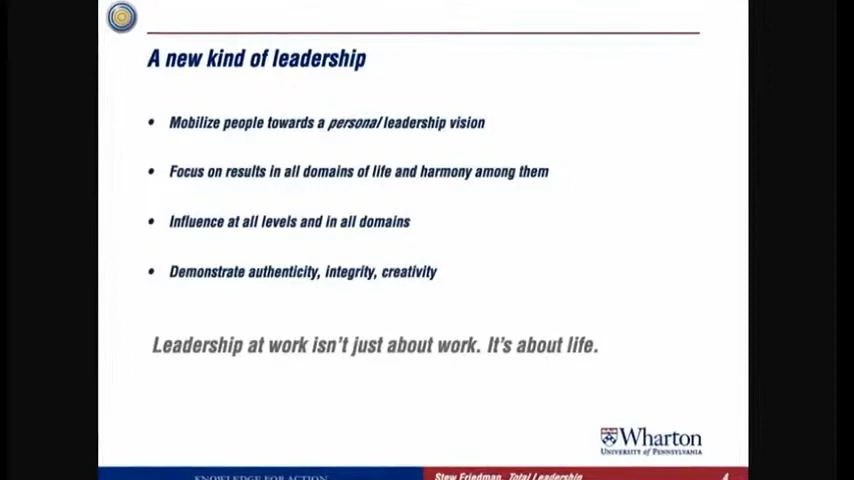 A new kind of leadership
• Mobilize people towards a personal leadership vision
• Focus on results in all domains of life and harmony among them
• Influence at all levels and in all domains
• Demonstrate authenticity, integrity, creativity
Leadership at work isn't just about work. It's about life.
Wharton
UNIVERSITY of PENNSYLVANIA
KNOWLEDGE FOR ACTION
Stew Friedman, Total Leadership
4